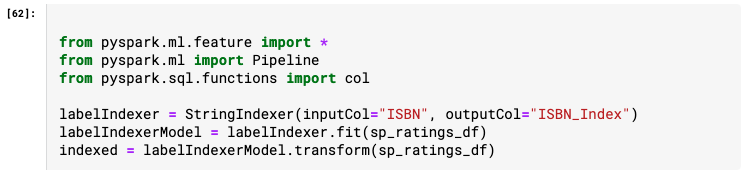 [62]:
from pyspark.ml.feature import *
from pyspark.ml import Pipeline
from pyspark.sql.functions import col
labelIndexer = StringIndexer(inputCol="ISBN", outputCol="ISBN_Index")
labelIndexerModel = labelIndexer.fit(sp_ratings_df)
indexed = labelIndexerModel.transform(sp_ratings_df)